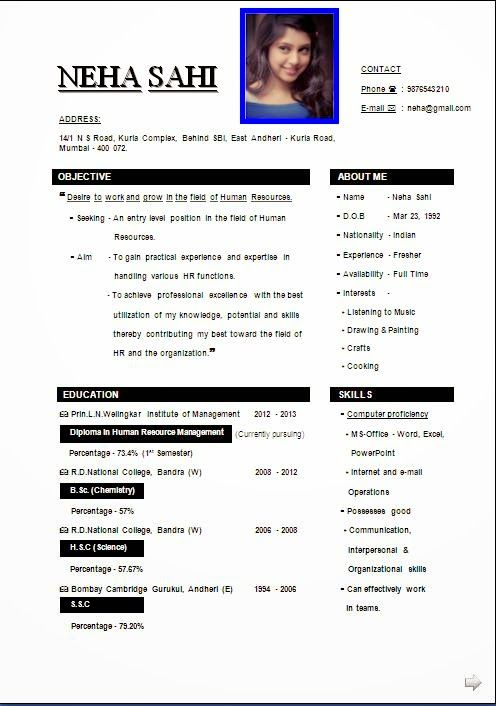 NEHA SAHI
ADDRESS:
14/1 N S Road, Kurla Complex, Behind SBI, East Andheri - Kurla Road,
Mumbai - 400 072.
CONTACT
Phone ☎ : 9876543210
E-mail ✉ : neha@gmail.com
OBJECTIVE
❝ Desire to work and grow in the field of Human Resources.
- Seeking - An entry level position in the field of Human
Resources.
- Aim - To gain practical experience and expertise in
handling various HR functions.
- To achieve professional excellence with the best
utilization of my knowledge, potential and skills
thereby contributing my best toward the field of
HR and the organization.❞
ABOUT ME
- Name - Neha Sahi
- D.O.B - Mar 23, 1992
- Nationality - Indian
- Experience - Fresher
- Availability - Full Time
- Interests -
- Listening to Music
- Drawing & Painting
- Crafts
- Cooking
EDUCATION
Prin.L.N.Welingkar Institute of Management 2012 - 2013
Diploma in Human Resource Management (Currently pursuing)
Percentage - 73.4% (1st Semester)
R.D.National College, Bandra (W) 2008 - 2012
B.Sc. (Chemistry)
Percentage - 57%
R.D.National College, Bandra (W) 2006 - 2008
H.S.C (Science)
Percentage - 57.67%
Bombay Cambridge Gurukul, Andheri (E) 1994 - 2006
S.S.C
Percentage - 79.20%
SKILLS
- Computer proficiency
- MS-Office - Word, Excel,
PowerPoint
- Internet and e-mail
Operations
- Possesses good
- Communication,
Interpersonal &
Organizational skills
- Can effectively work
in teams.